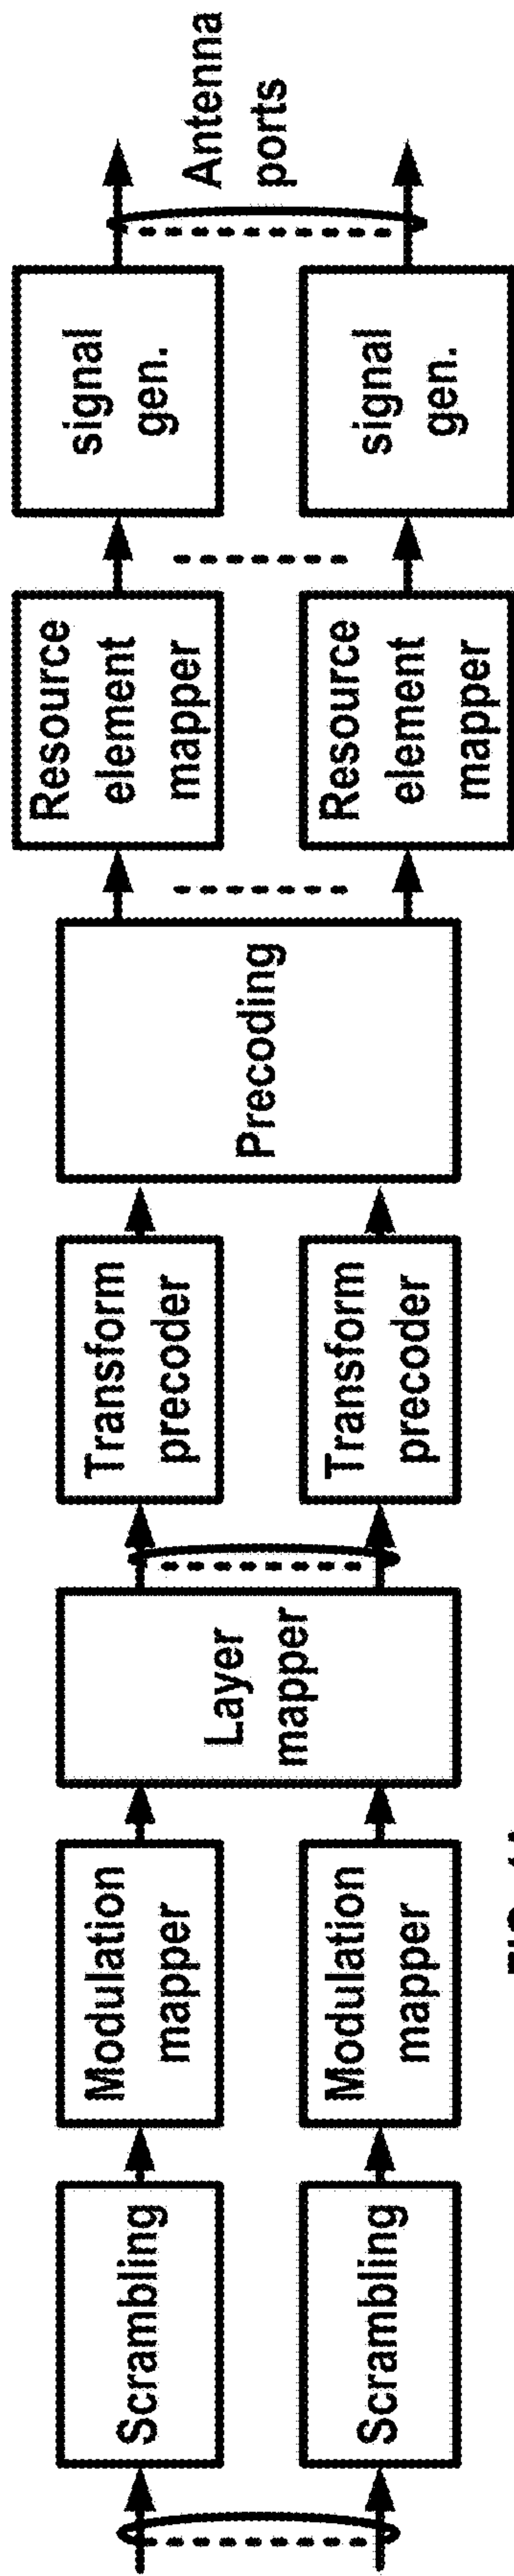 Scrambling
Scrambling
Modulation
mapper
Modulation
mapper
Layer
mapper
Transform
precoder
Transform
precoder
Precoding
Resource
element
mapper
Resource
element
mapper
signal
gen.
signal
gen.
Antenna
ports